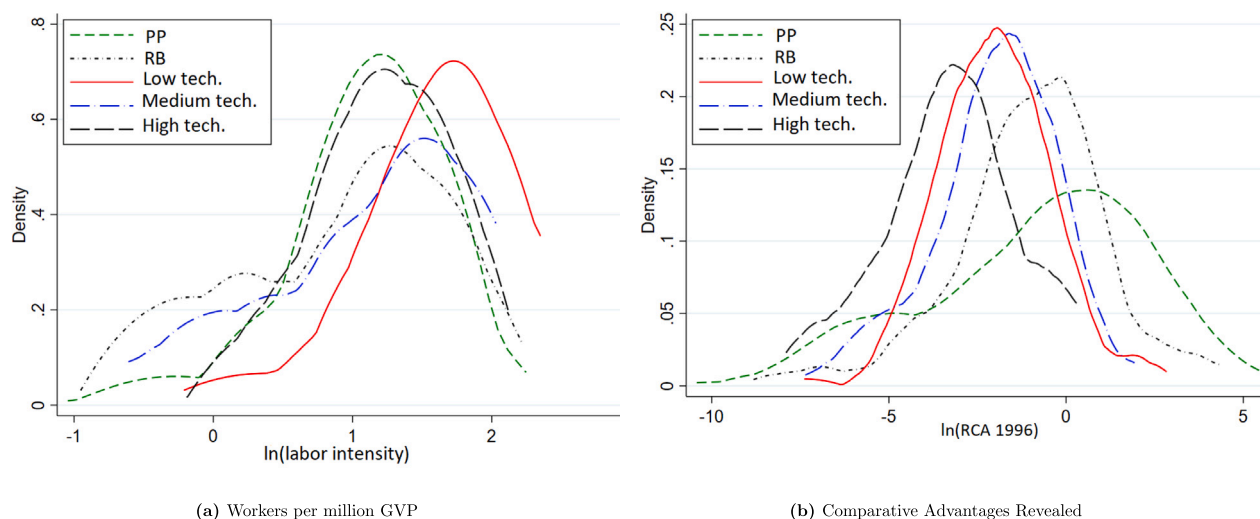 .8
.6
.4
.2
0
Density
PP
RB
Low tech.
Medium tech.
High tech.
-1
0
1
2
ln(labor intensity)
(a) Workers per million GVP
.25
.2
.15
.1
.05
0
Density
PP
RB
Low tech.
Medium tech.
High tech.
-10
-5
0
5
ln(RCA 1996)
(b) Comparative Advantages Revealed